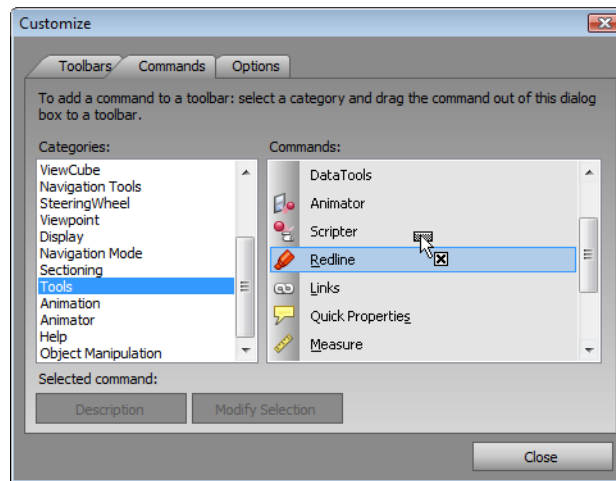 Customize
Toolbars Commands Options
To add a command to a toolbar: select a category and drag the command out of this dialog
box to a toolbar.
Categories:
ViewCube
Navigation Tools
SteeringWheel
Viewpoint
Display
Navigation Mode
Sectioning
Tools
Animation
Animator
Help
Object Manipulation
Commands:
DataTools
Animator
Scripter
Redline
Links
Quick Properties
Measure
Selected command:
Description Modify Selection
Close